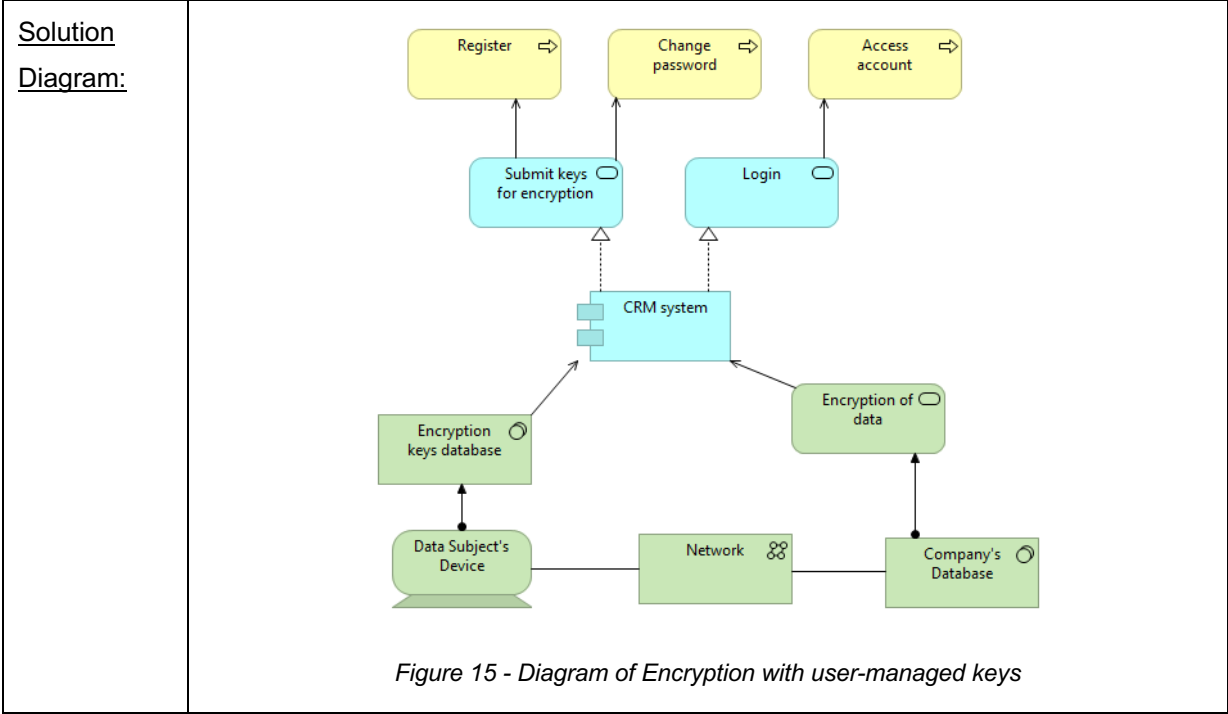 Solution
Diagram:
Register
Change
password
Access
account
Submit keys
for encryption
Login
CRM system
Encryption of
data
Encryption
keys database
Data Subject's
Device
Network
Company's
Database
Figure 15 - Diagram of Encryption with user-managed keys